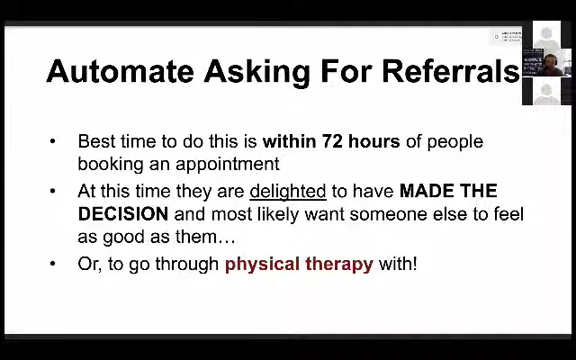 Automate Asking For Referrals
• Best time to do this is within 72 hours of people
booking an appointment
• At this time they are delighted to have MADE THE
DECISION and most likely want someone else to feel
as good as them…
• Or, to go through physical therapy with!